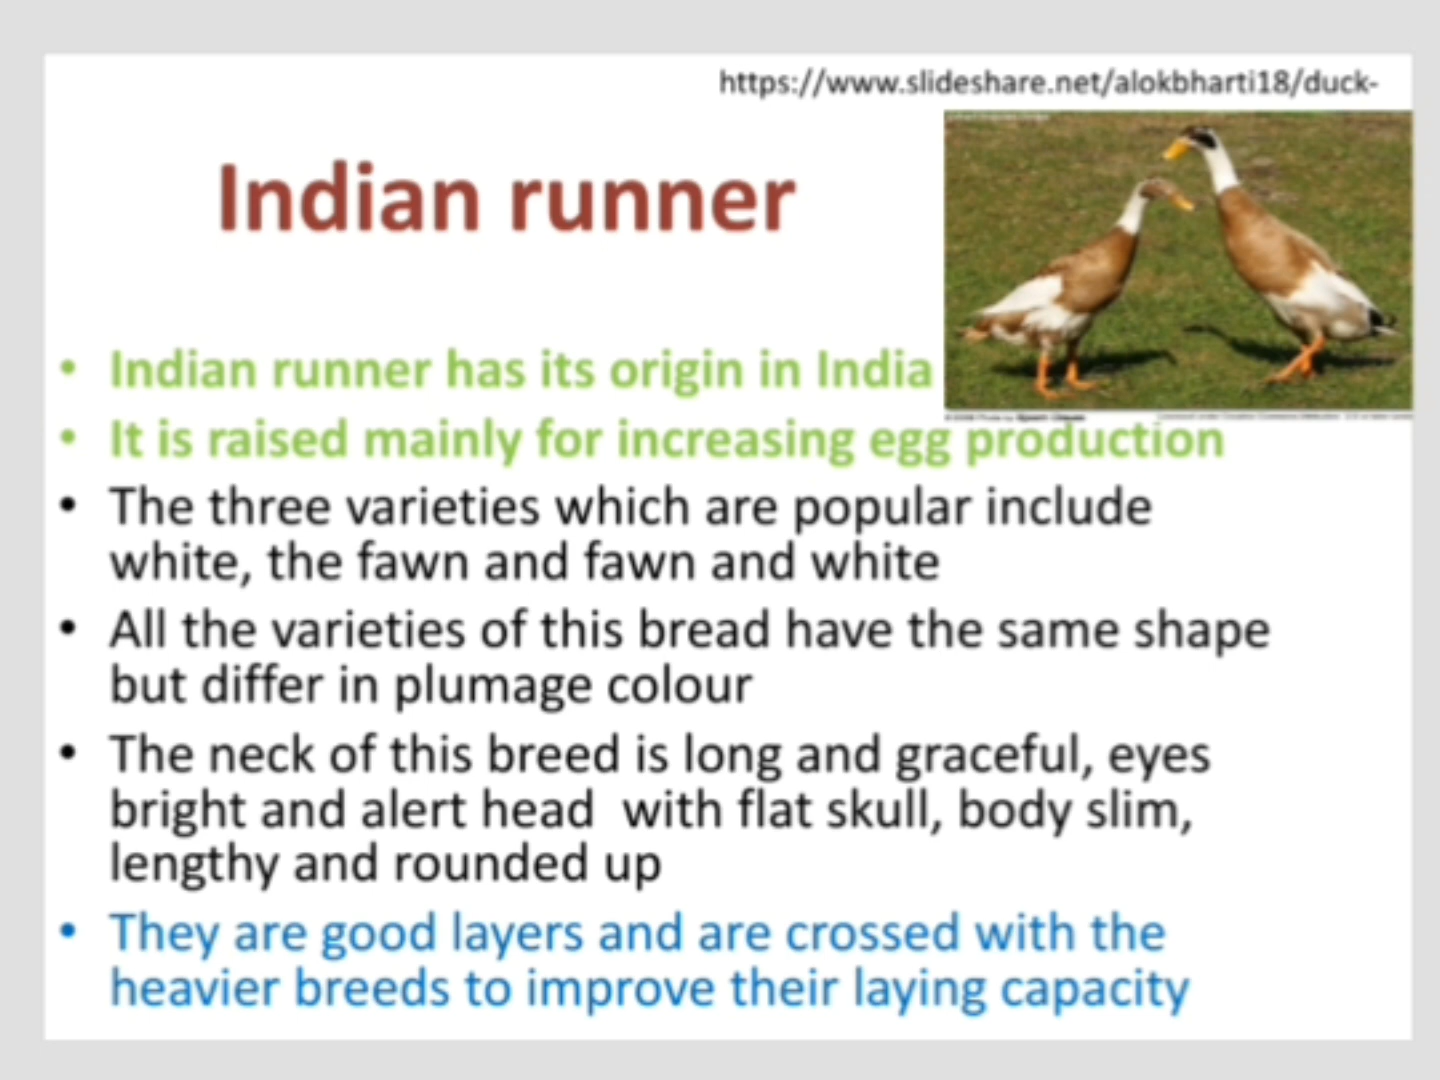 https://www.slideshare.net/alokbharti18/duck-
Indian runner
• Indian runner has its origin in India
• It is raised mainly for increasing egg production
• The three varieties which are popular include
white, the fawn and fawn and white
• All the varieties of this bread have the same shape
but differ in plumage colour
• The neck of this breed is long and graceful, eyes
bright and alert head with flat skull, body slim,
lengthy and rounded up
• They are good layers and are crossed with the
heavier breeds to improve their laying capacity